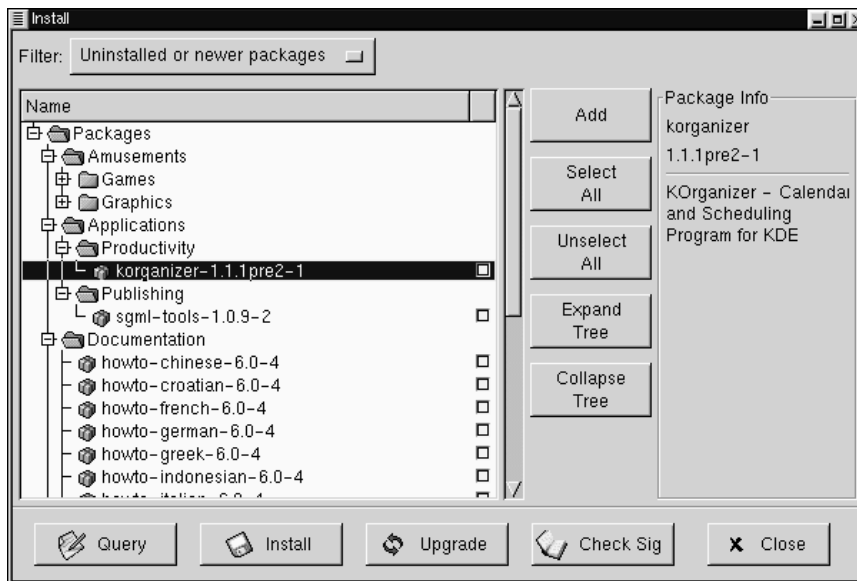 Install
Filter: Uninstalled or newer packages
Name
Packages
Amusements
Games
Graphics
Applications
Productivity
korganizer-1.1.1pre2-1
Publishing
sgml-tools-1.0.9-2
Documentation
howto-chinese-6.0-4
howto-croatian-6.0-4
howto-french-6.0-4
howto-german-6.0-4
howto-greek-6.0-4
howto-indonesian-6.0-4
Add
Select
All
Unselect
All
Expand
Tree
Collapse
Tree
Package Info
korganizer
1.1.1pre2-1
KOrganizer - Calendar
and Scheduling
Program for KDE
Query
Install
Upgrade
Check Sig
Close